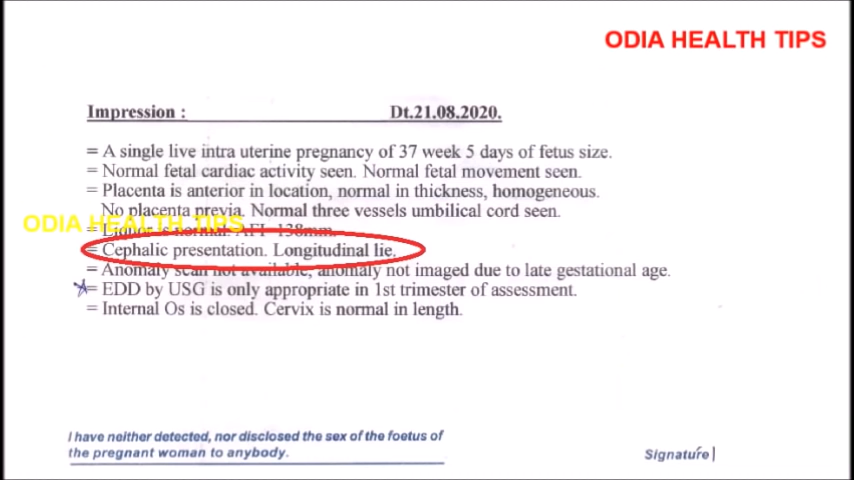 ODIA HEALTH TIPS
Impression : Dt.21.08.2020.
= A single live intra uterine pregnancy of 37 week 5 days of fetus size.
= Normal fetal cardiac activity seen. Normal fetal movement seen.
= Placenta is anterior in location, normal in thickness, homogeneous.
No placenta previa. Normal three vessels umbilical cord seen.
ODIA HEALTH TIPS
= Liquor is normal. AFI 138mm.
= Cephalic presentation. Longitudinal lie.
= Anomaly scan not available, anomaly not imaged due to late gestational age.
= EDD by USG is only appropriate in 1st trimester of assessment.
= Internal Os is closed. Cervix is normal in length.
I have neither detected, nor disclosed the sex of the foetus of
the pregnant woman to anybody.
Signature